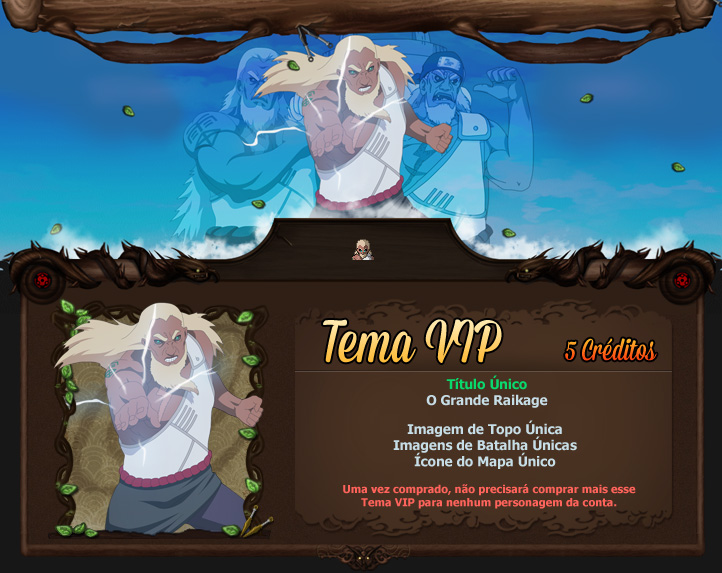 Tema VIP
5 Créditos
Título Único
O Grande Raikage
Imagem de Topo Única
Imagens de Batalha Únicas
Ícone do Mapa Único
Uma vez comprado, não precisará comprar mais esse
Tema VIP para nenhum personagem da conta.